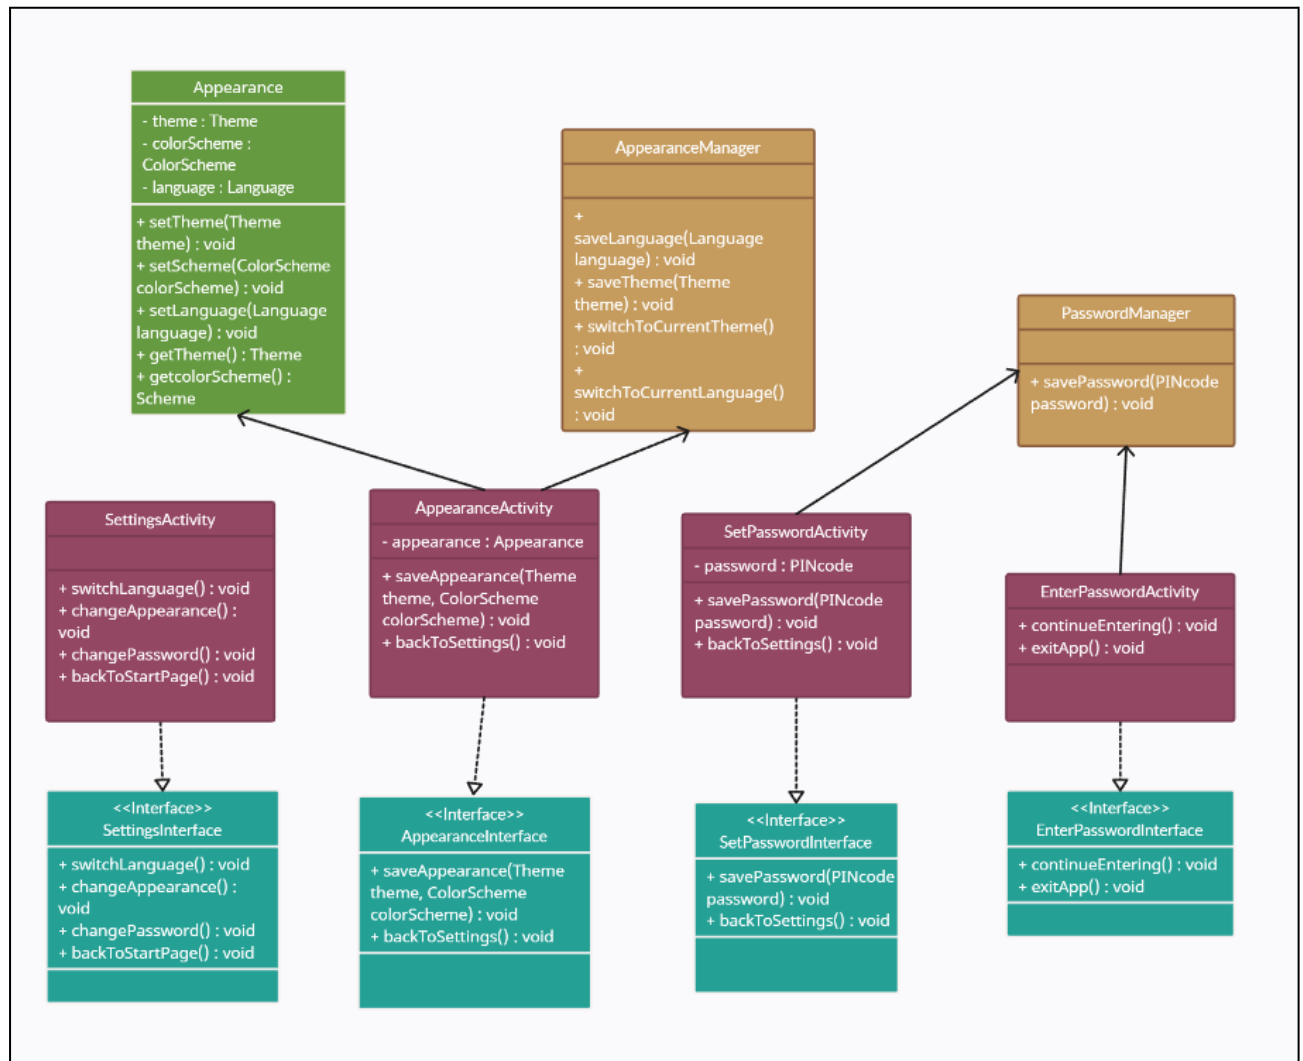 Appearance
- theme : Theme
- colorScheme :
ColorScheme
- language : Language
+ setTheme(Theme
theme) : void
+ setScheme(ColorScheme
colorScheme) : void
+ setLanguage(Language
language) : void
+ getTheme() : Theme
+ getcolorScheme() :
Scheme
AppearanceManager
+
saveLanguage(Language
language) : void
+ saveTheme(Theme
theme) : void
+ switchToCurrentTheme()
: void
+
switchToCurrentLanguage()
: void
PasswordManager
+ savePassword(PINcode
password) : void
SettingsActivity
+ switchLanguage() : void
+ changeAppearance() :
void
+ changePassword() : void
+ backToStartPage() : void
AppearanceActivity
- appearance : Appearance
+ saveAppearance(Theme
theme, ColorScheme
colorScheme) : void
+ backToSettings() : void
SetPasswordActivity
- password : PINcode
+ savePassword(PINcode
password) : void
+ backToSettings() : void
EnterPasswordActivity
+ continueEntering() : void
+ exitApp() : void
<<Interface>>
SettingsInterface
+ switchLanguage() : void
+ changeAppearance() :
void
+ changePassword() : void
+ backToStartPage() : void
<<Interface>>
AppearanceInterface
+ saveAppearance(Theme
theme, ColorScheme
colorScheme) : void
+ backToSettings() : void
<<Interface>>
SetPasswordInterface
+ savePassword(PINcode
password) : void
+ backToSettings() : void
<<Interface>>
EnterPasswordInterface
+ continueEntering() : void
+ exitApp() : void